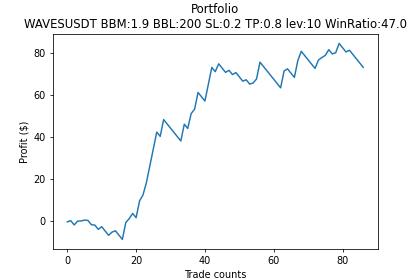 Portfolio
WAVESUSDT BBM:1.9 BBL:200 SL:0.2 TP:0.8 lev:10 WinRatio:47.0
80
60
40
20
0
Profit ($)
0 20 40 60 80
Trade counts